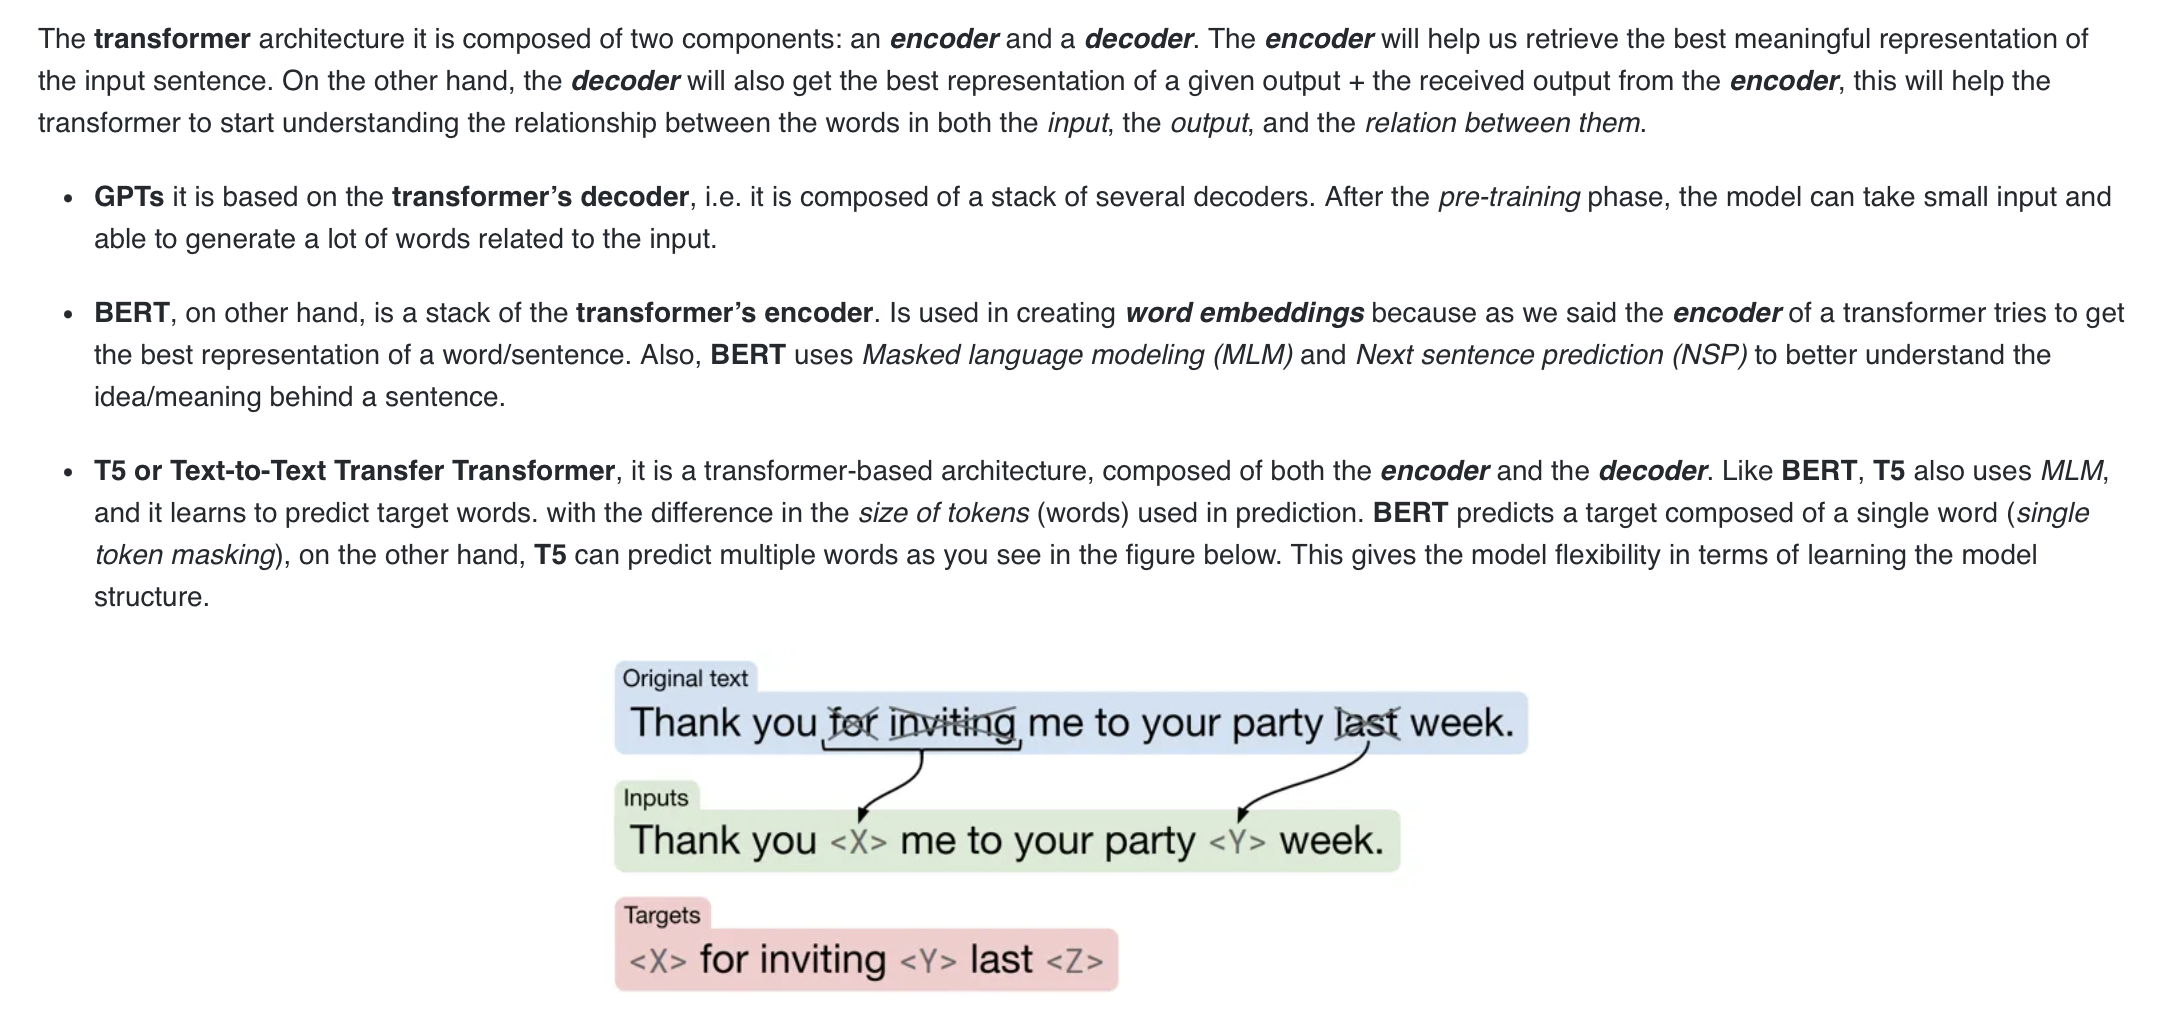 The transformer architecture it is composed of two components: an encoder and a decoder. The encoder will help us retrieve the best meaningful representation of
the input sentence. On the other hand, the decoder will also get the best representation of a given output + the received output from the encoder, this will help the
transformer to start understanding the relationship between the words in both the input, the output, and the relation between them.
• GPTs it is based on the transformer’s decoder, i.e. it is composed of a stack of several decoders. After the pre-training phase, the model can take small input and
able to generate a lot of words related to the input.
• BERT, on other hand, is a stack of the transformer’s encoder. Is used in creating word embeddings because as we said the encoder of a transformer tries to get
the best representation of a word/sentence. Also, BERT uses Masked language modeling (MLM) and Next sentence prediction (NSP) to better understand the
idea/meaning behind a sentence.
• T5 or Text-to-Text Transfer Transformer, it is a transformer-based architecture, composed of both the encoder and the decoder. Like BERT, T5 also uses MLM,
and it learns to predict target words. with the difference in the size of tokens (words) used in prediction. BERT predicts a target composed of a single word (single
token masking), on the other hand, T5 can predict multiple words as you see in the figure below. This gives the model flexibility in terms of learning the model
structure.
Original text
Thank you for inviting me to your party last week.
Inputs
Thank you <X> me to your party <Y> week.
Targets
<X> for inviting <Y> last <Z>